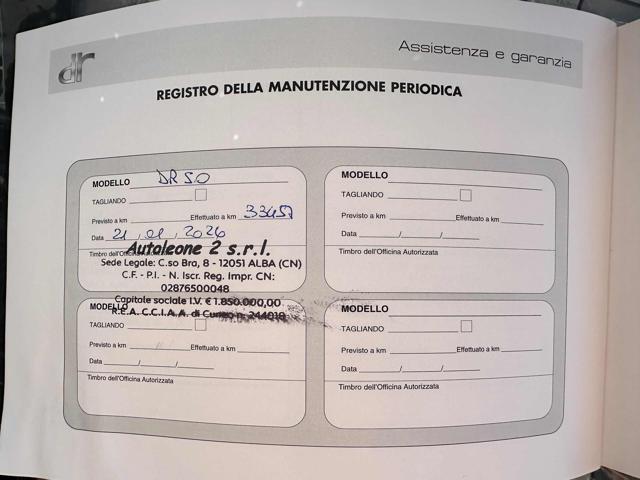 dr
Assistenza e garanzia
REGISTRO DELLA MANUTENZIONE PERIODICA
MODELLO DR 5.0
TAGLIANDO
Previsto a km Effettuato a km 33457
Data 21 / 01 / 2026
Timbro dell'Officina Autorizzata
Autoleone 2 s.r.l.
Sede Legale: C.so Bra, 8 - 12051 ALBA (CN)
C.F. - P.I. - N. Iscr. Reg. Impr. CN:
02876500048
Capitale sociale I.V. € 1.850.000,00
R.E.A. C.C.I.A.A. di Cuneo n. 244018
MODELLO
TAGLIANDO
Previsto a km Effettuato a km
Data / /
Timbro dell'Officina Autorizzata
MODELLO
TAGLIANDO
Previsto a km Effettuato a km
Data / /
Timbro dell'Officina Autorizzata
MODELLO
TAGLIANDO
Previsto a km Effettuato a km
Data / /
Timbro dell'Officina Autorizzata